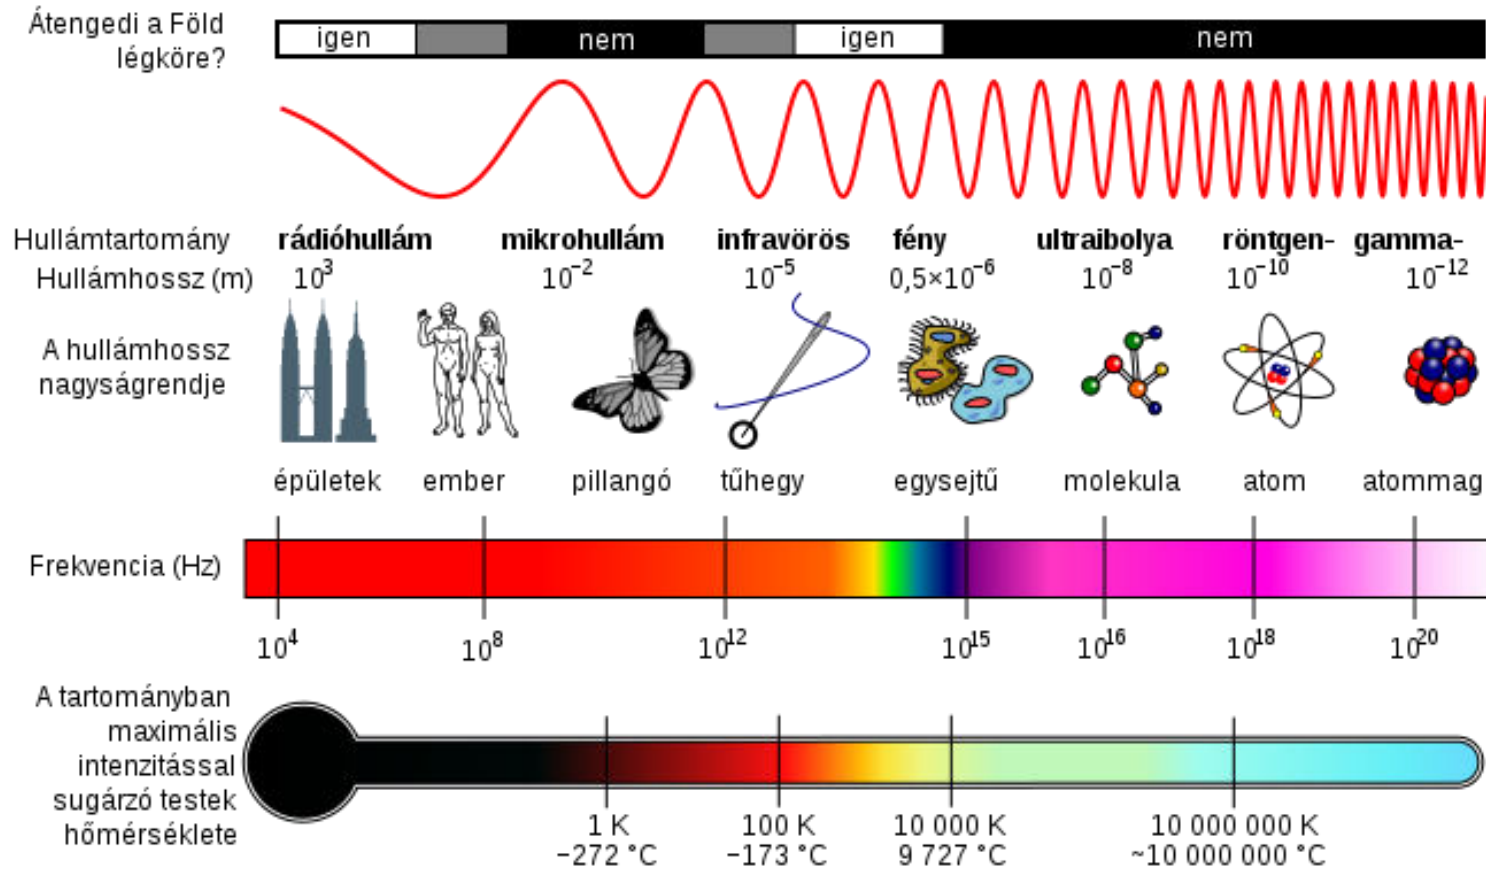 Átengedi a Föld
légköre?
igen nem igen nem
Hullámtartomány rádióhullám mikrohullám infravörös fény ultraibolya röntgen- gamma-
Hullámhossz (m) 10³ 10⁻² 10⁻⁵ 0,5×10⁻⁶ 10⁻⁸ 10⁻¹⁰ 10⁻¹²
A hullámhossz
nagyságrendje
épületek ember pillangó tűhegy egysejtű molekula atom atommag
Frekvencia (Hz)
10⁴ 10⁸ 10¹² 10¹⁵ 10¹⁶ 10¹⁸ 10²⁰
A tartományban
maximális
intenzitással
sugárzó testek
hőmérséklete
1 K 100 K 10 000 K 10 000 000 K
−272 °C −173 °C 9 727 °C ~10 000 000 °C